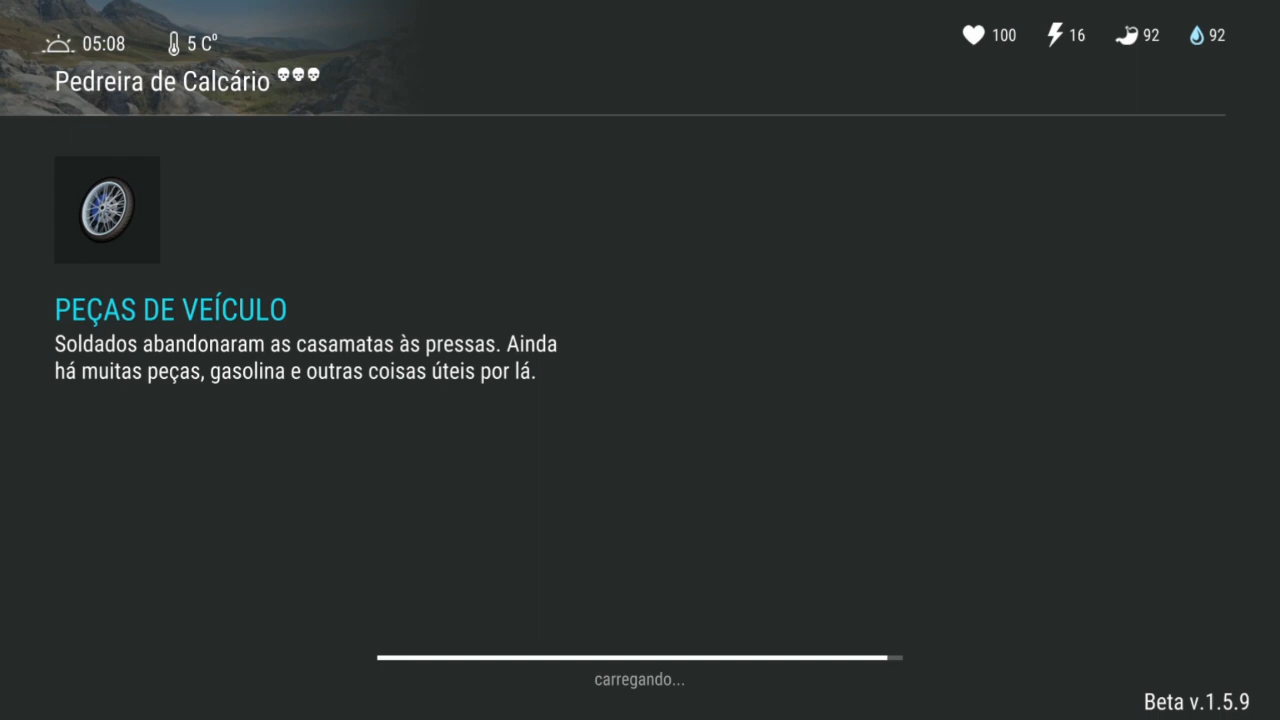 05:08 5 Cº
100 16 92 92
Pedreira de Calcário
PEÇAS DE VEÍCULO
Soldados abandonaram as casamatas às pressas. Ainda
há muitas peças, gasolina e outras coisas úteis por lá.
carregando...
Beta v.1.5.9